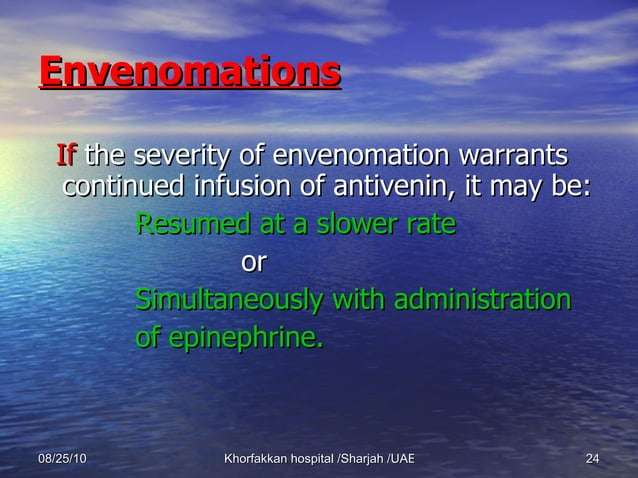 Envenomations
If the severity of envenomation warrants
continued infusion of antivenin, it may be:
Resumed at a slower rate
or
Simultaneously with administration
of epinephrine.
08/25/10 Khorfakkan hospital /Sharjah /UAE 24